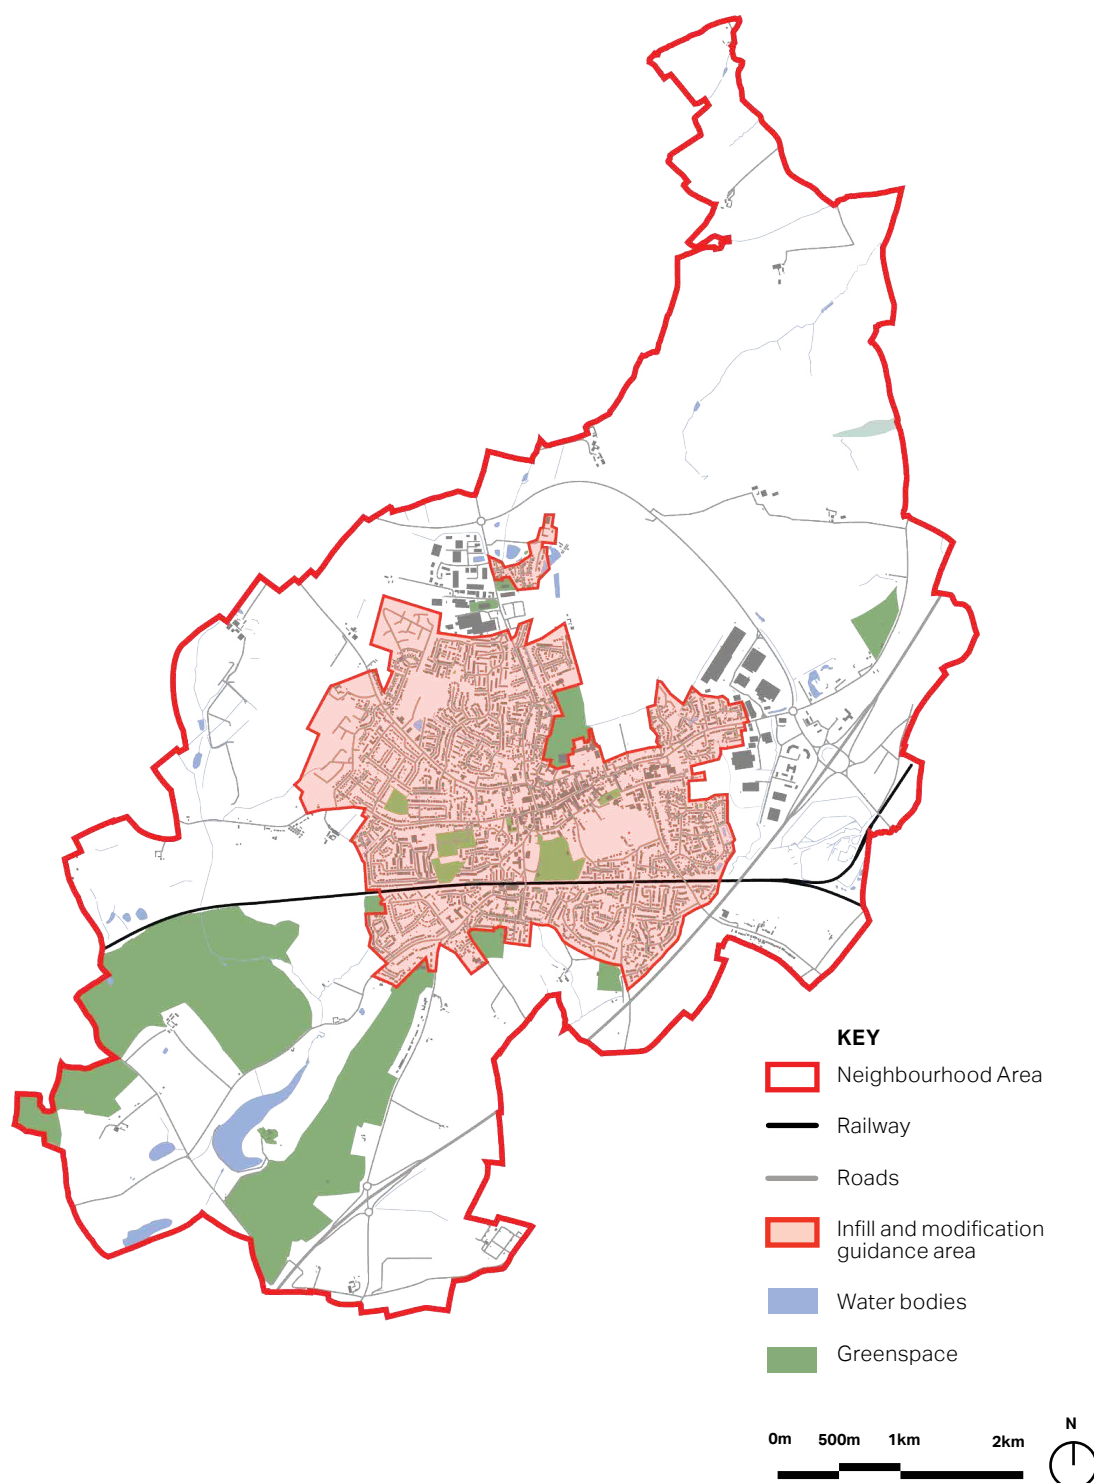 KEY
Neighbourhood Area
Railway
Roads
Infill and modification
guidance area
Water bodies
Greenspace
0m 500m 1km 2km
N